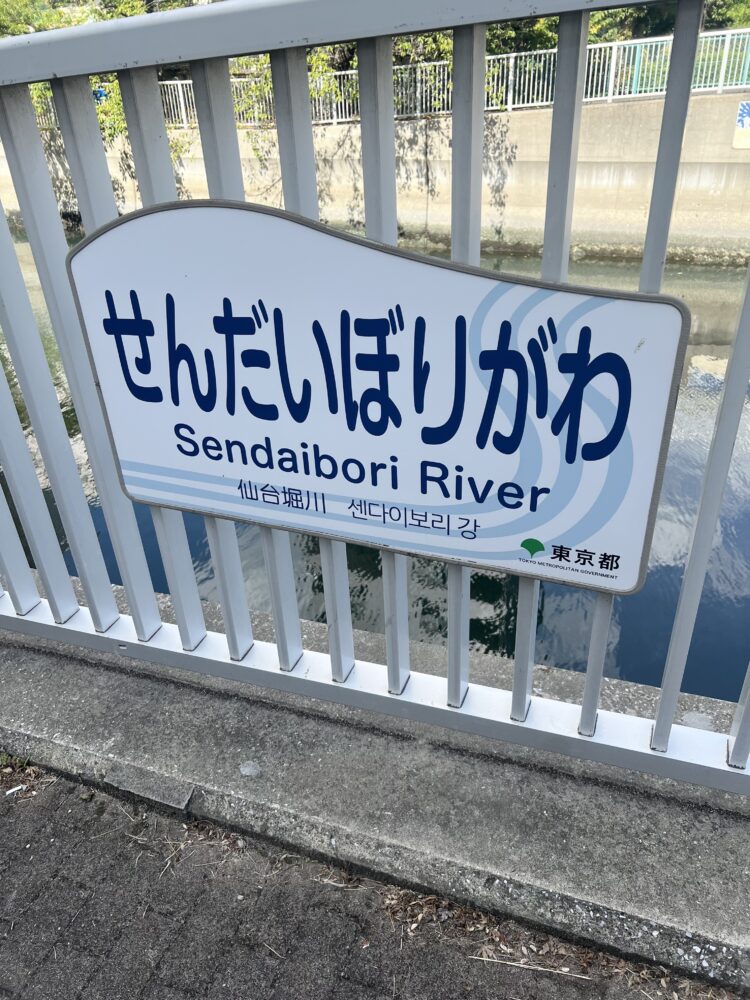 せんだいぼりがわ
Sendaibori River
仙台堀川 센다이보리 강
東京都
TOKYO METROPOLITAN GOVERNMENT